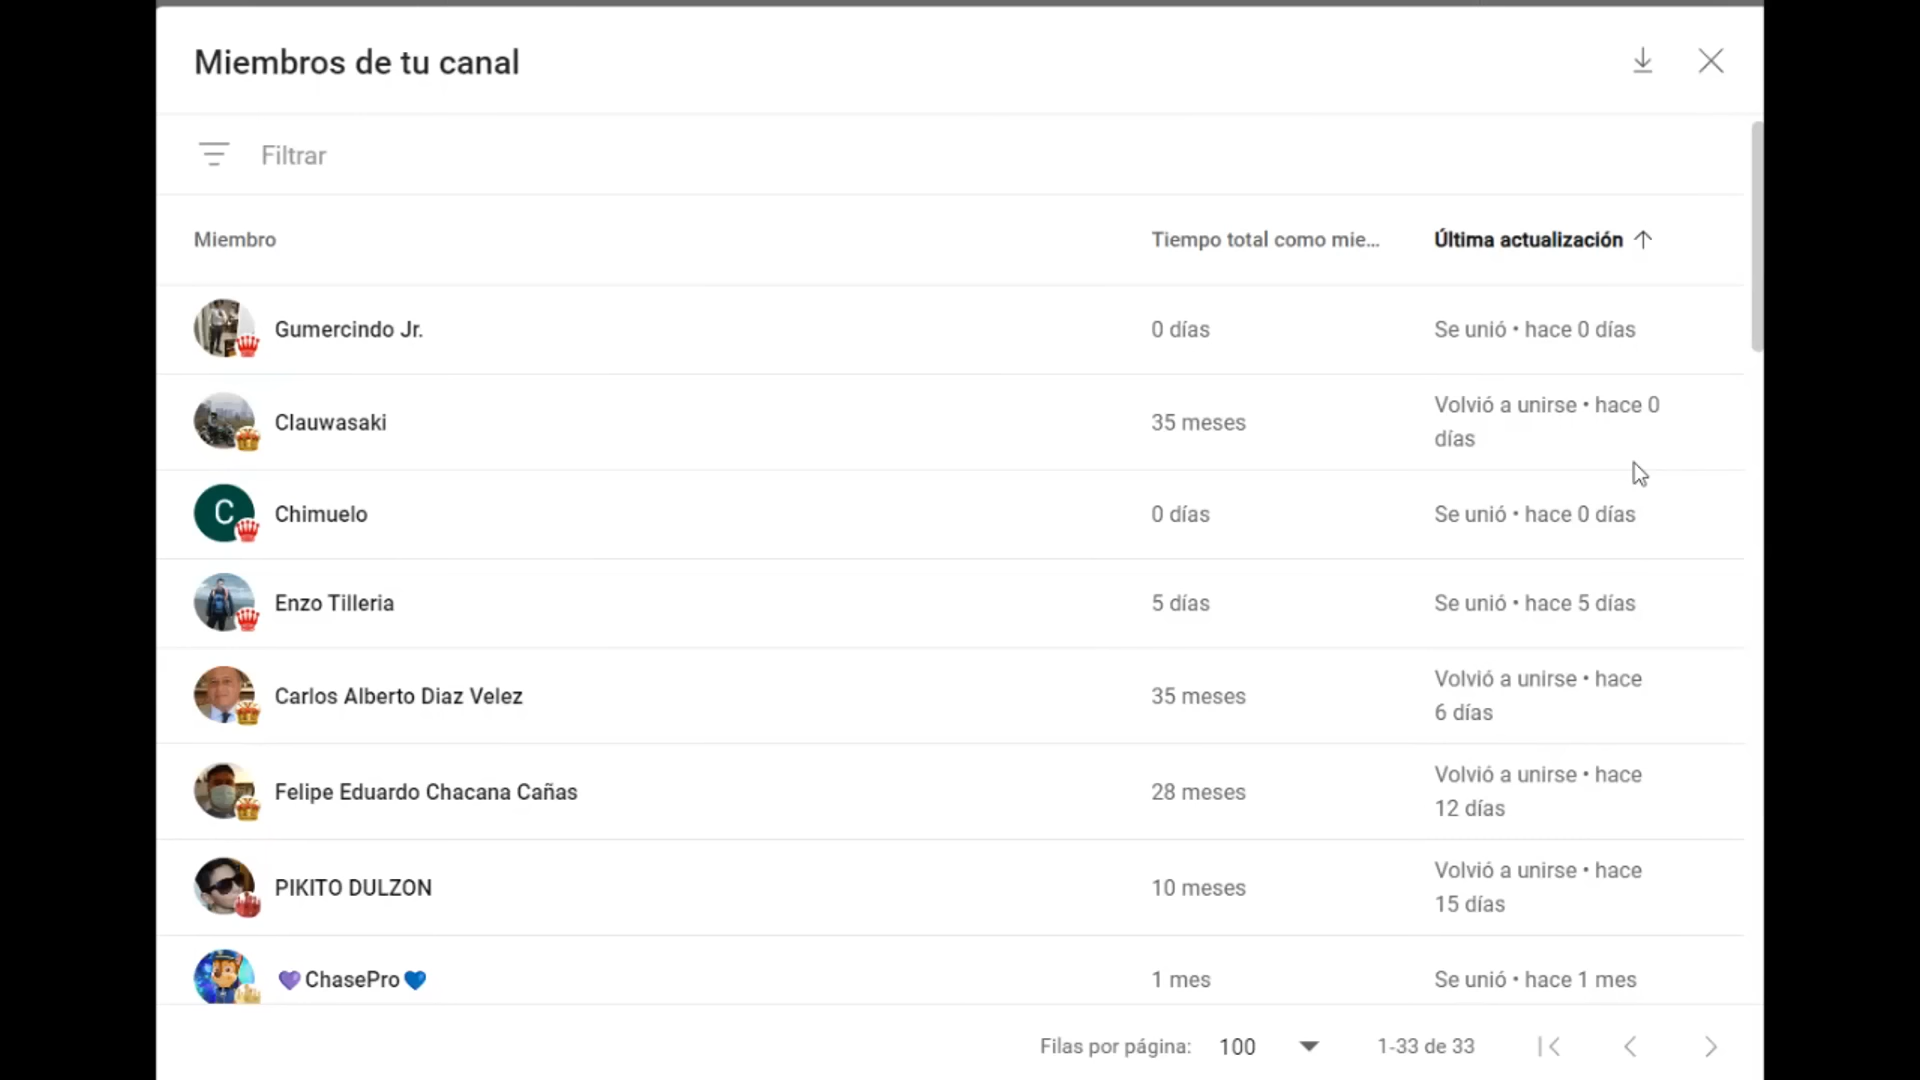 Miembros de tu canal
Filtrar
Miembro
Tiempo total como mie...
Última actualización
Gumercindo Jr.
0 días
Se unió • hace 0 días
Clauwasaki
35 meses
Volvió a unirse • hace 0
días
C
Chimuelo
0 días
Se unió • hace 0 días
Enzo Tilleria
5 días
Se unió • hace 5 días
Carlos Alberto Diaz Velez
35 meses
Volvió a unirse • hace
6 días
Felipe Eduardo Chacana Cañas
28 meses
Volvió a unirse • hace
12 días
PIKITO DULZON
10 meses
Volvió a unirse • hace
15 días
💜ChasePro💙
1 mes
Se unió • hace 1 mes
Filas por página: 100
1-33 de 33